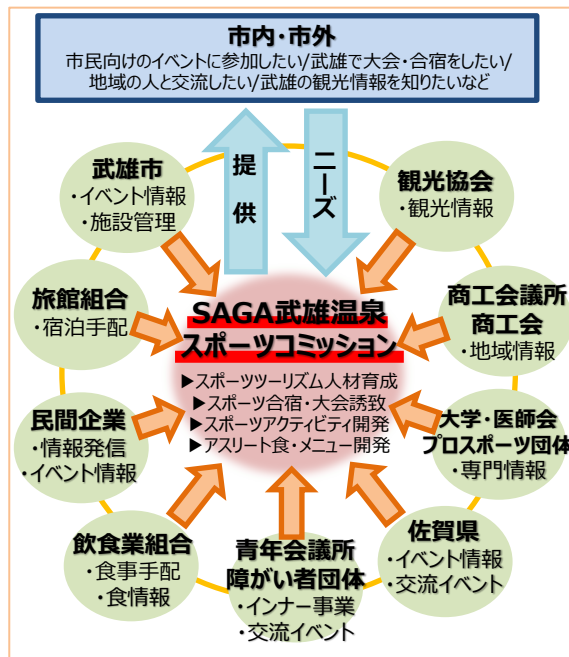 市内・市外
市民向けのイベントに参加したい/武雄で大会・合宿をしたい/
地域の人と交流したい/武雄の観光情報を知りたいなど
提供
ニーズ
武雄市
・イベント情報
・施設管理
観光協会
・観光情報
旅館組合
・宿泊手配
商工会議所
商工会
・地域情報
SAGA武雄温泉
スポーツコミッション
▶スポーツツーリズム人材育成
▶スポーツ合宿・大会誘致
▶スポーツアクティビティ開発
▶アスリート食・メニュー開発
民間企業
・情報発信
・イベント情報
大学・医師会
プロスポーツ団体
・専門情報
飲食業組合
・食事手配
・食情報
青年会議所
障がい者団体
・インナー事業
・交流イベント
佐賀県
・イベント情報
・交流イベント